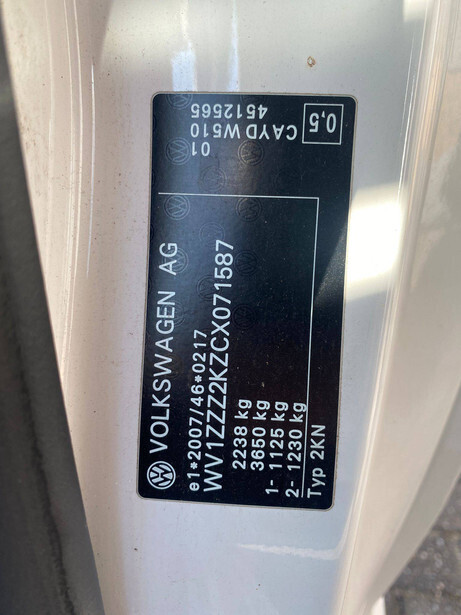 VOLKSWAGEN AG
e1*2007/46*0217
WV1ZZZ2KZCX071587
2238 kg
3650 kg
1- 1125 kg
2- 1230 kg
Typ 2KN
01
CAYD W510
4512565
0,5